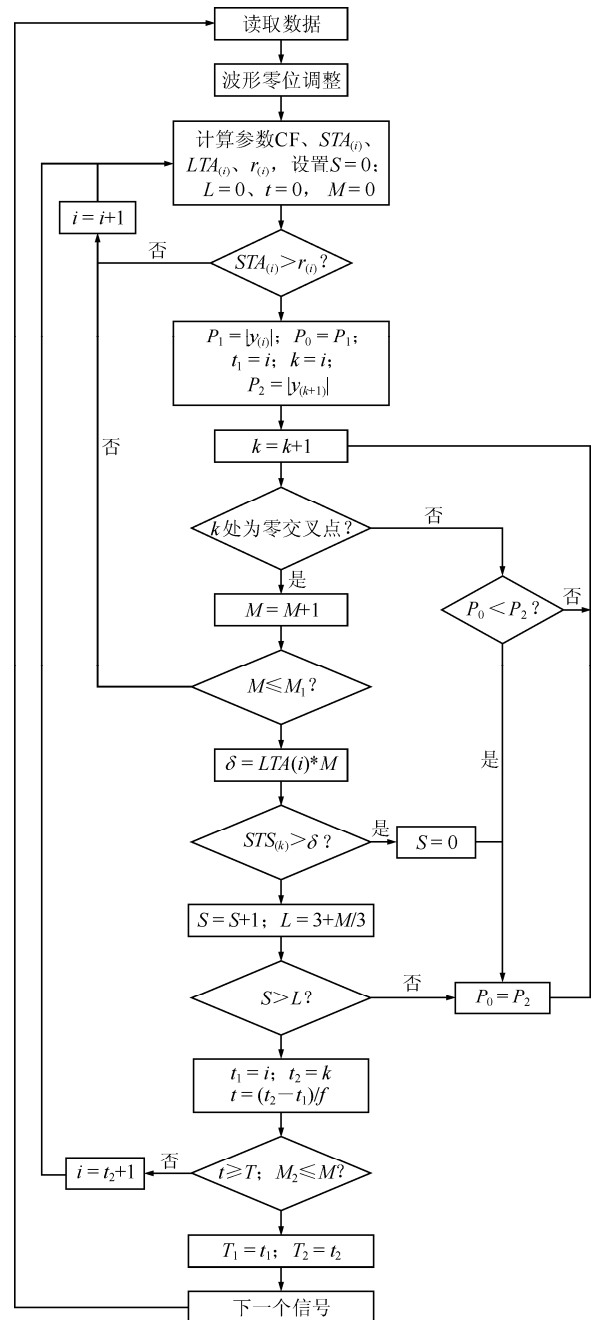 读取数据
波形零位调整
计算参数CF、STA(i)、
LTA(i)、r(i)，设置S=0；
L=0、t=0，M=0
i=i+1
否
STA(i)>r(i)？
P1=|y(i)|；P0=P1；
t1=i；k=i；
P2=|y(k+1)|
否
k=k+1
k处为零交叉点？
否
是
M=M+1
P0<P2？
否
M≤M1？
是
δ=LTA(i)*M
STS(k)>δ？
是
S=0
S=S+1；L=3+M/3
S>L？
否
P0=P2
t1=i；t2=k
t=(t2−t1)/f
i=t2+1
否
t≥T；M2≤M？
T1=t1；T2=t2
下一个信号